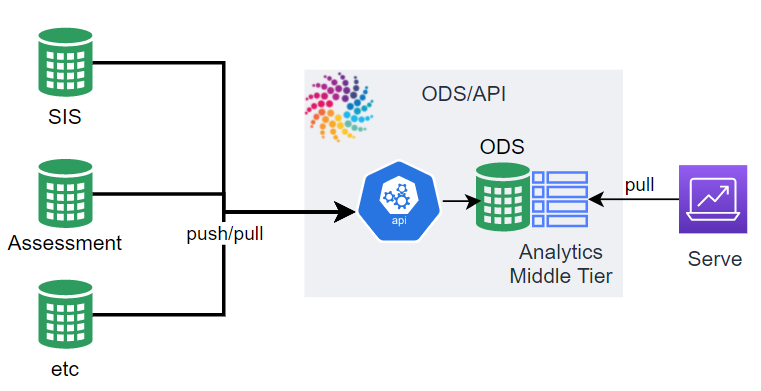 SIS
Assessment
etc
push/pull
ODS/API
api
ODS
Analytics
Middle Tier
pull
Serve